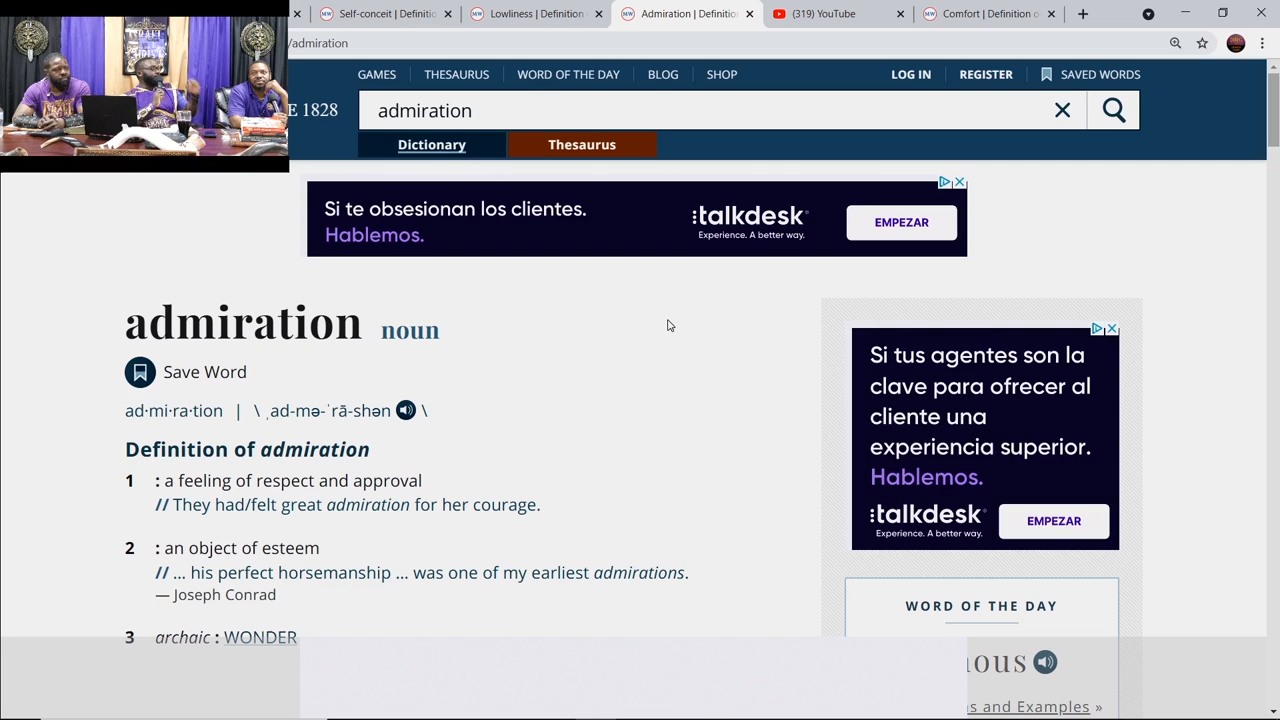 Self-conceit | Definitio
Lowliness | Definition
Admiration | Definition
(319) YouTube
Comfort | Definition o
/admiration
GAMES
THESAURUS
WORD OF THE DAY
BLOG
SHOP
LOG IN
REGISTER
SAVED WORDS
E 1828
admiration
Dictionary
Thesaurus
Si te obsesionan los clientes.
Hablemos.
talkdesk
Experience. A better way.
EMPEZAR
admiration noun
Save Word
ad·mi·ra·tion | \ ˌad-mə-ˈrā-shən \
Definition of admiration
1 : a feeling of respect and approval
// They had/felt great admiration for her courage.
2 : an object of esteem
// … his perfect horsemanship … was one of my earliest admirations.
— Joseph Conrad
3 archaic : WONDER
Si tus agentes son la
clave para ofrecer al
cliente una
experiencia superior.
Hablemos.
talkdesk
Experience. A better way.
EMPEZAR
WORD OF THE DAY
nous
s and Examples »